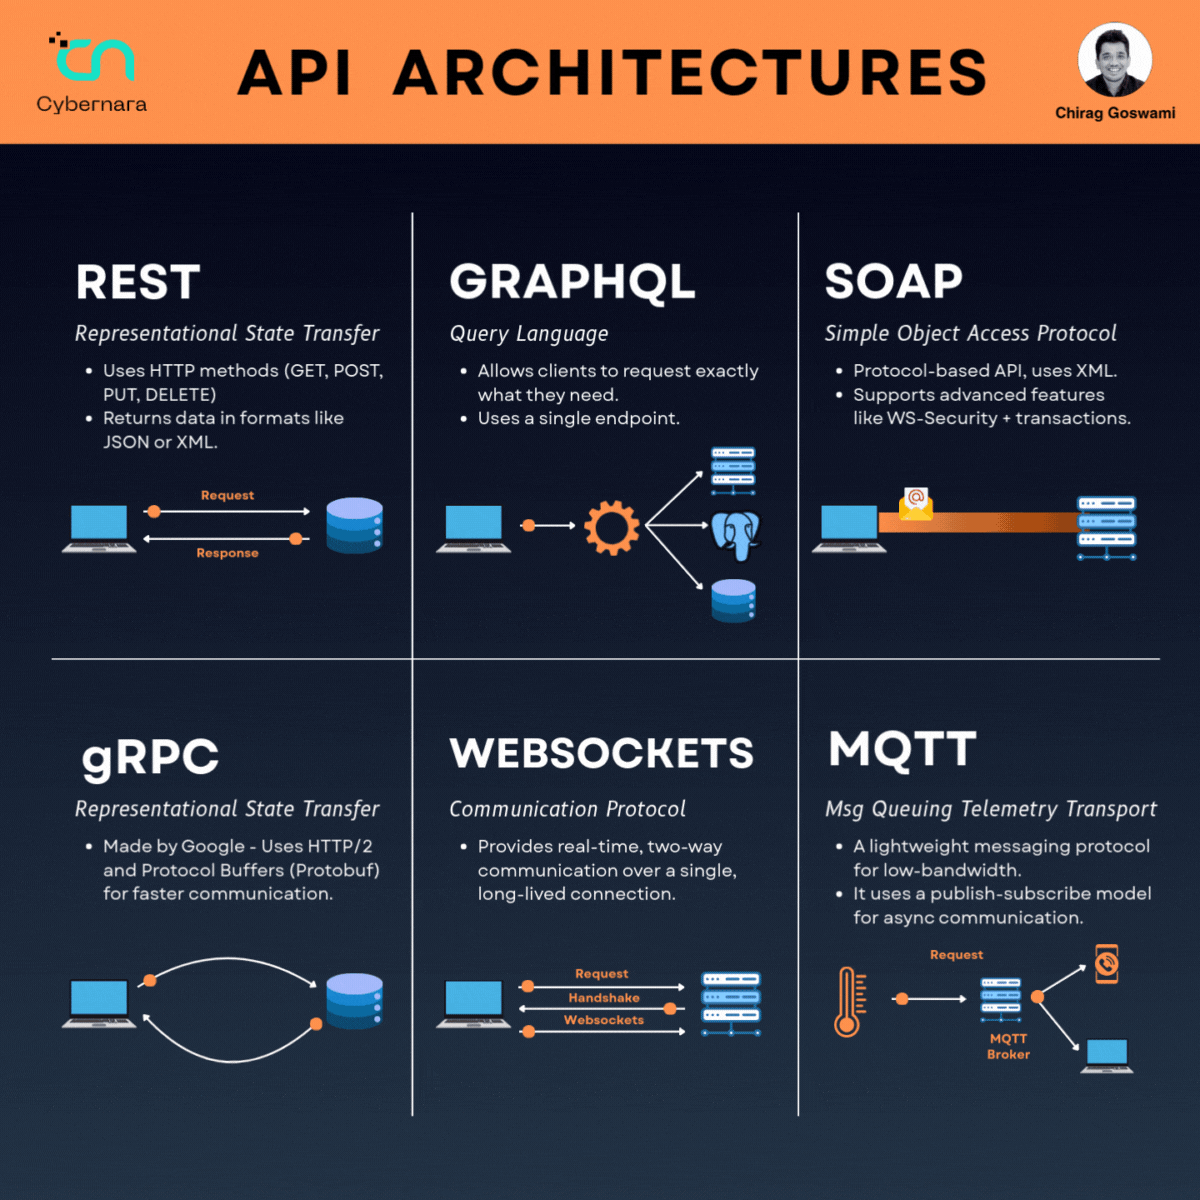 Cybernara
API ARCHITECTURES
Chirag Goswami
REST
Representational State Transfer
Uses HTTP methods (GET, POST,
PUT, DELETE)
Returns data in formats like
JSON or XML.
Request
Response
GRAPHQL
Query Language
Allows clients to request exactly
what they need.
Uses a single endpoint.
SOAP
Simple Object Access Protocol
Protocol-based API, uses XML.
Supports advanced features
like WS-Security + transactions.
@
gRPC
Representational State Transfer
Made by Google - Uses HTTP/2
and Protocol Buffers (Protobuf)
for faster communication.
WEBSOCKETS
Communication Protocol
Provides real-time, two-way
communication over a single,
long-lived connection.
Request
Handshake
Websockets
MQTT
Msg Queuing Telemetry Transport
A lightweight messaging protocol
for low-bandwidth.
It uses a publish-subscribe model
for async communication.
Request
MQTT
Broker